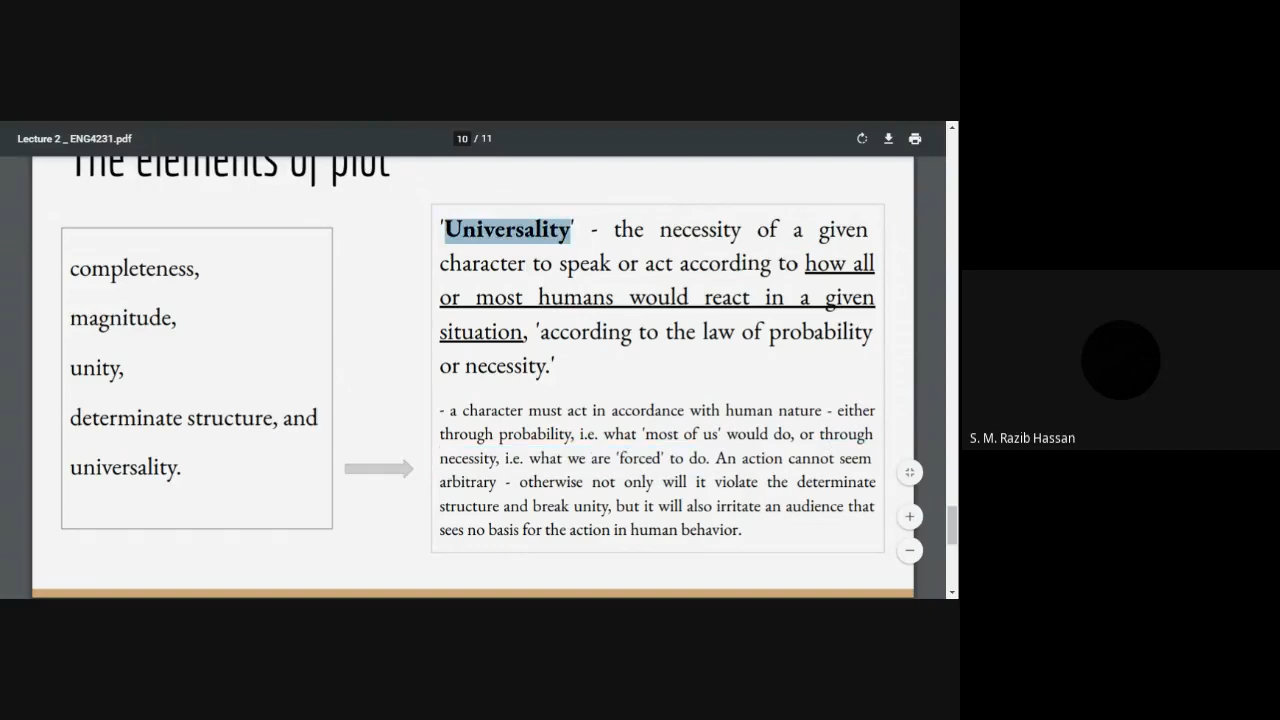 Lecture 2 _ ENG4231.pdf
10 / 11
The elements of plot
completeness,
magnitude,
unity,
determinate structure, and
universality.
'Universality' - the necessity of a given
character to speak or act according to how all
or most humans would react in a given
situation, 'according to the law of probability
or necessity.'
- a character must act in accordance with human nature - either
through probability, i.e. what 'most of us' would do, or through
necessity, i.e. what we are 'forced' to do. An action cannot seem
arbitrary - otherwise not only will it violate the determinate
structure and break unity, but it will also irritate an audience that
sees no basis for the action in human behavior.
S. M. Razib Hassan